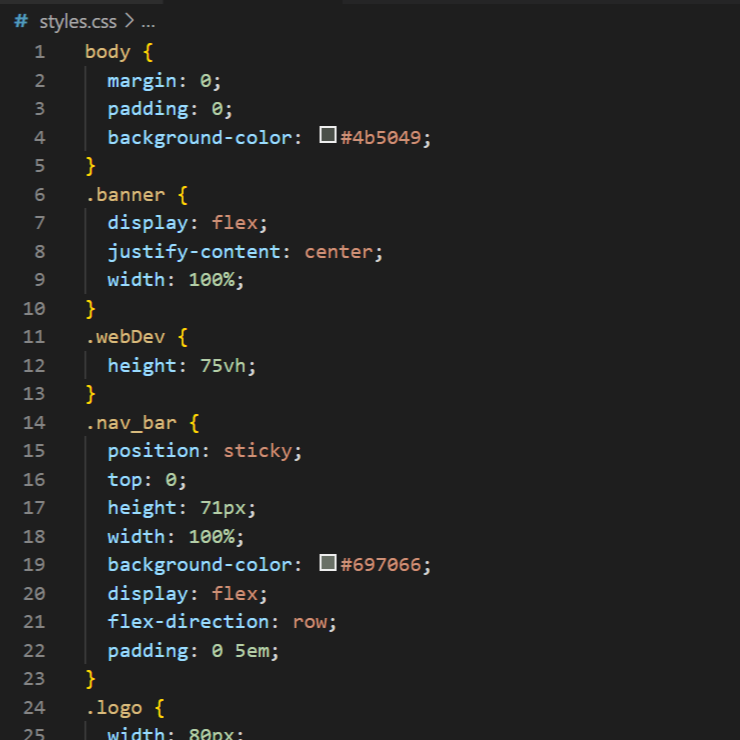 # styles.css > ...
1 body {
2 margin: 0;
3 padding: 0;
4 background-color: #4b5049;
5 }
6 .banner {
7 display: flex;
8 justify-content: center;
9 width: 100%;
10 }
11 .webDev {
12 height: 75vh;
13 }
14 .nav_bar {
15 position: sticky;
16 top: 0;
17 height: 71px;
18 width: 100%;
19 background-color: #697066;
20 display: flex;
21 flex-direction: row;
22 padding: 0 5em;
23 }
24 .logo {
25 width: 80px;